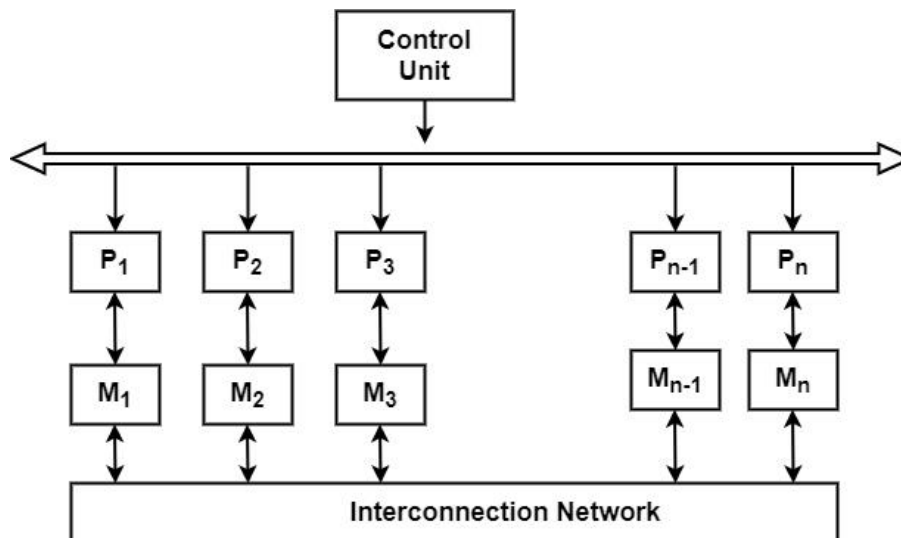 Control
Unit
P₁ P₂ P₃ Pₙ₋₁ Pₙ
M₁ M₂ M₃ Mₙ₋₁ Mₙ
Interconnection Network